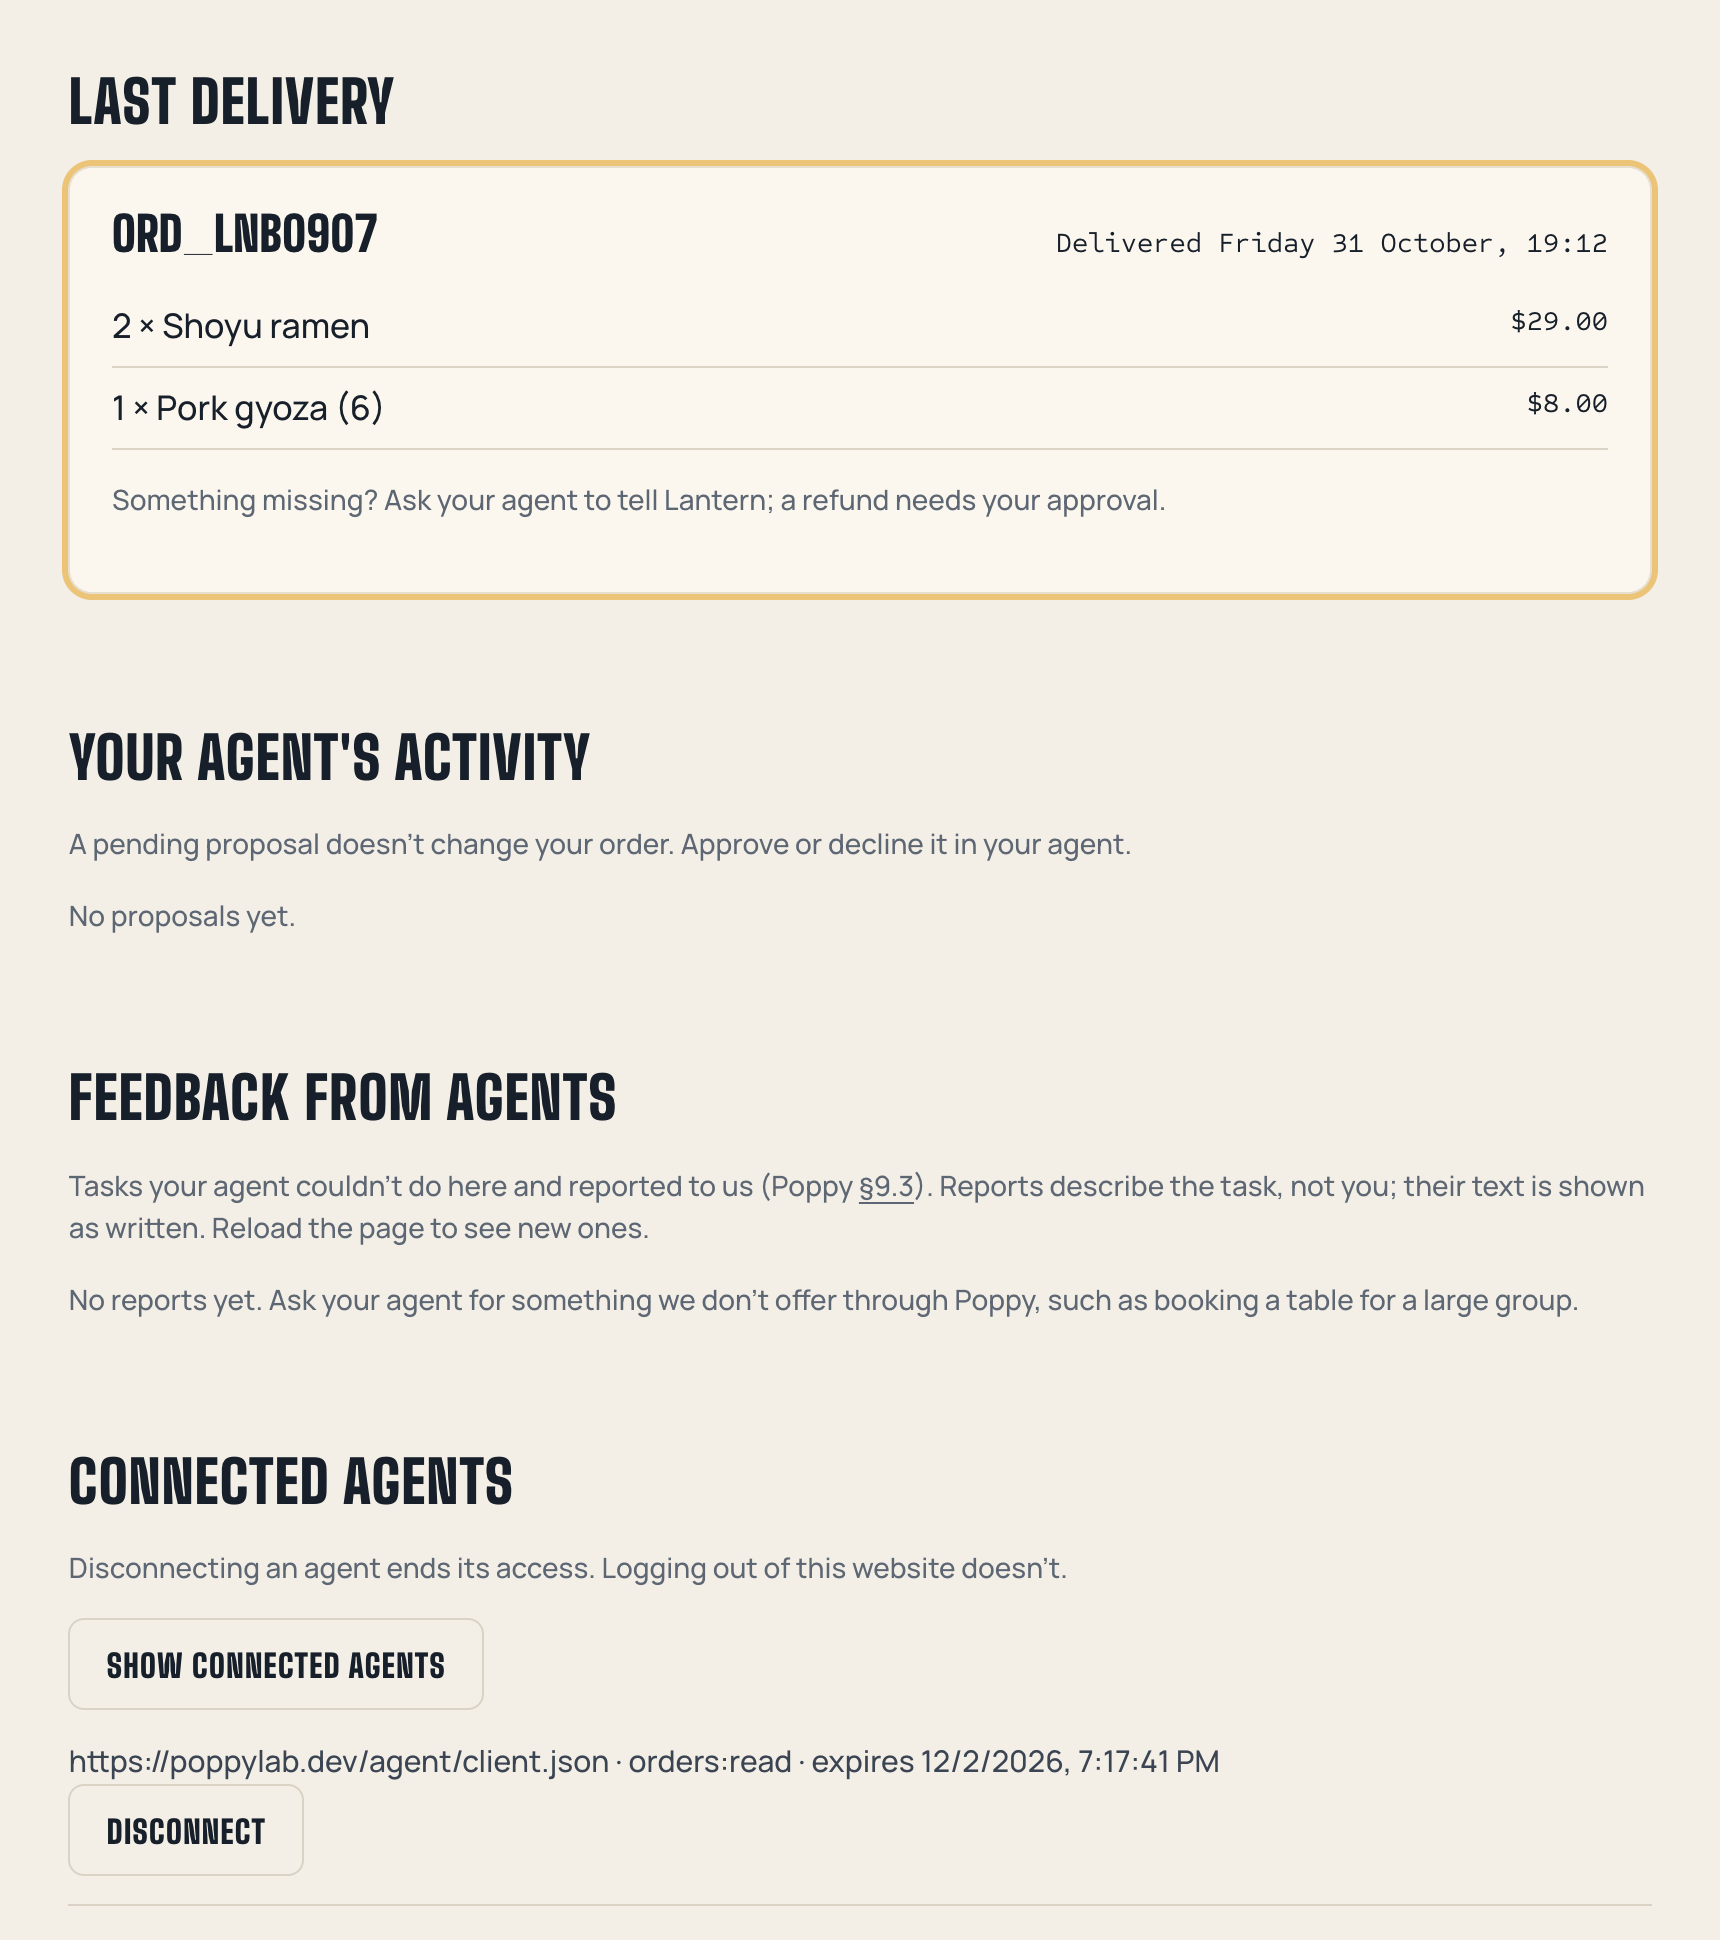 LAST DELIVERY
ORD_LNB0907
Delivered Friday 31 October, 19:12
2 × Shoyu ramen
$29.00
1 × Pork gyoza (6)
$8.00
Something missing? Ask your agent to tell Lantern; a refund needs your approval.
YOUR AGENT'S ACTIVITY
A pending proposal doesn’t change your order. Approve or decline it in your agent.
No proposals yet.
FEEDBACK FROM AGENTS
Tasks your agent couldn’t do here and reported to us (Poppy §9.3). Reports describe the task, not you; their text is shown
as written. Reload the page to see new ones.
No reports yet. Ask your agent for something we don’t offer through Poppy, such as booking a table for a large group.
CONNECTED AGENTS
Disconnecting an agent ends its access. Logging out of this website doesn’t.
SHOW CONNECTED AGENTS
https://poppylab.dev/agent/client.json · orders:read · expires 12/2/2026, 7:17:41 PM
DISCONNECT